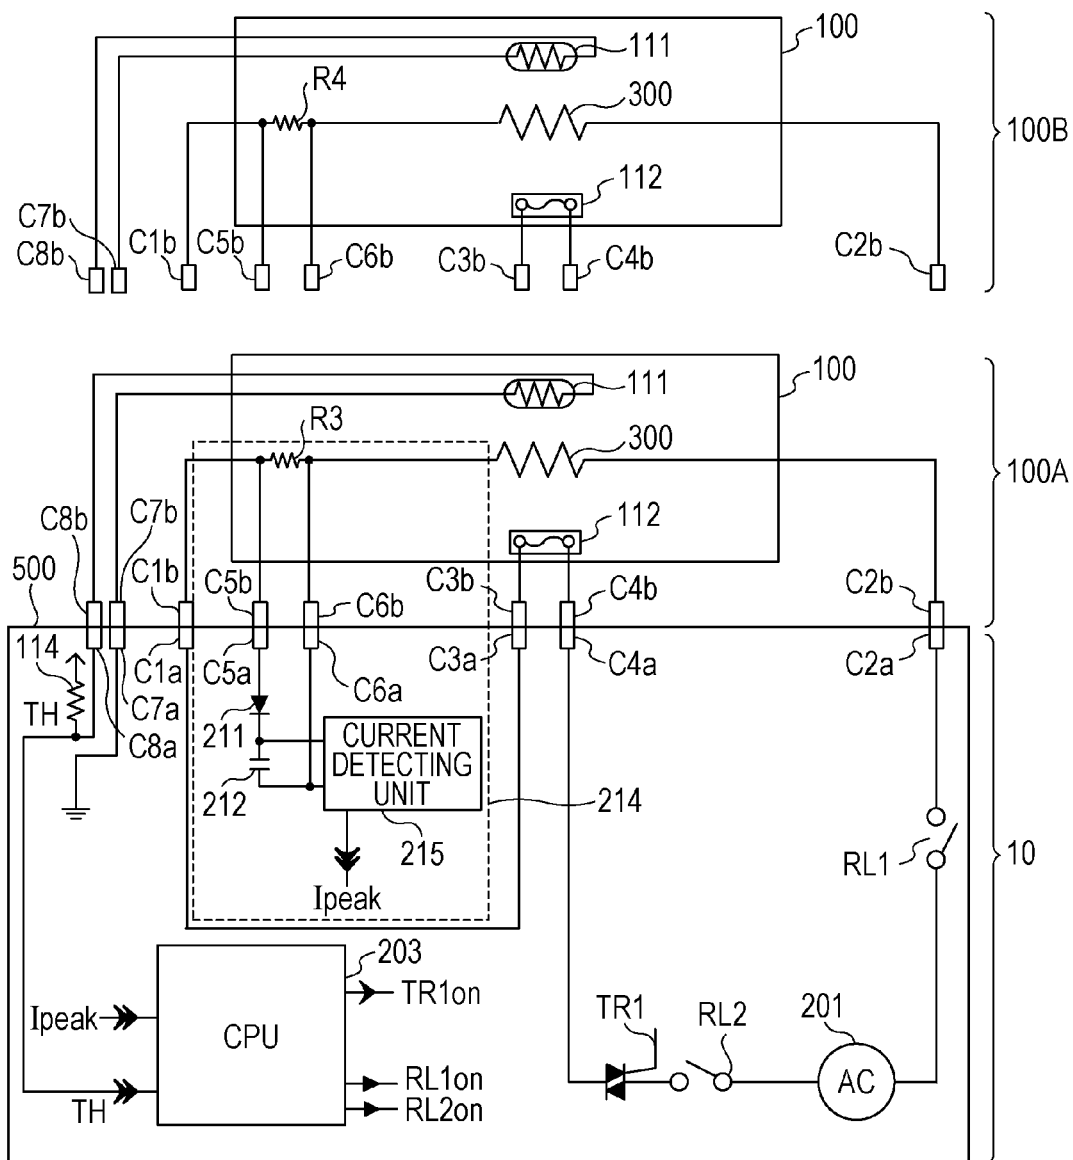 100
111
R4
300
100B
112
C7b
C8b
C1b
C5b
C6b
C3b
C4b
C2b
111
100
R3
300
100A
C8b
C7b
112
500
C1b
C5b
C6b
C3b
C4b
C2b
114
C1a
C5a
C6a
C3a
C4a
C2a
TH
C7a
C8a
211
212
CURRENT
DETECTING
UNIT
214
215
Ipeak
RL1
10
203
TR1on
Ipeak
CPU
TR1
RL2
201
AC
RL1on
TH
RL2on